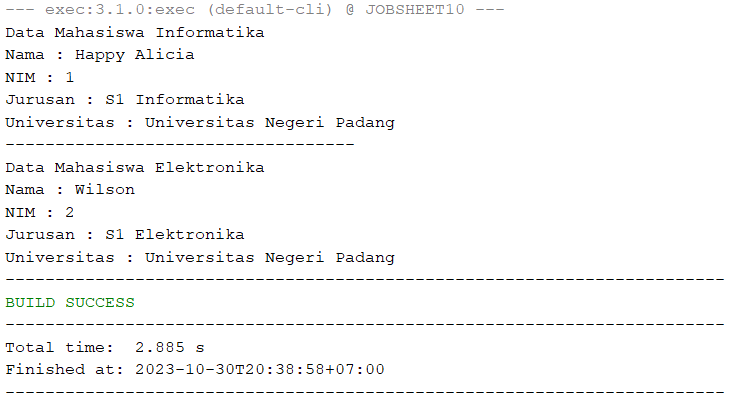 --- exec:3.1.0:exec (default-cli) @ JOBSHEET10 ---
Data Mahasiswa Informatika
Nama : Happy Alicia
NIM : 1
Jurusan : S1 Informatika
Universitas : Universitas Negeri Padang
-----------------------------------
Data Mahasiswa Elektronika
Nama : Wilson
NIM : 2
Jurusan : S1 Elektronika
Universitas : Universitas Negeri Padang
------------------------------------------------------------------------
BUILD SUCCESS
------------------------------------------------------------------------
Total time:  2.885 s
Finished at: 2023-10-30T20:38:58+07:00
------------------------------------------------------------------------